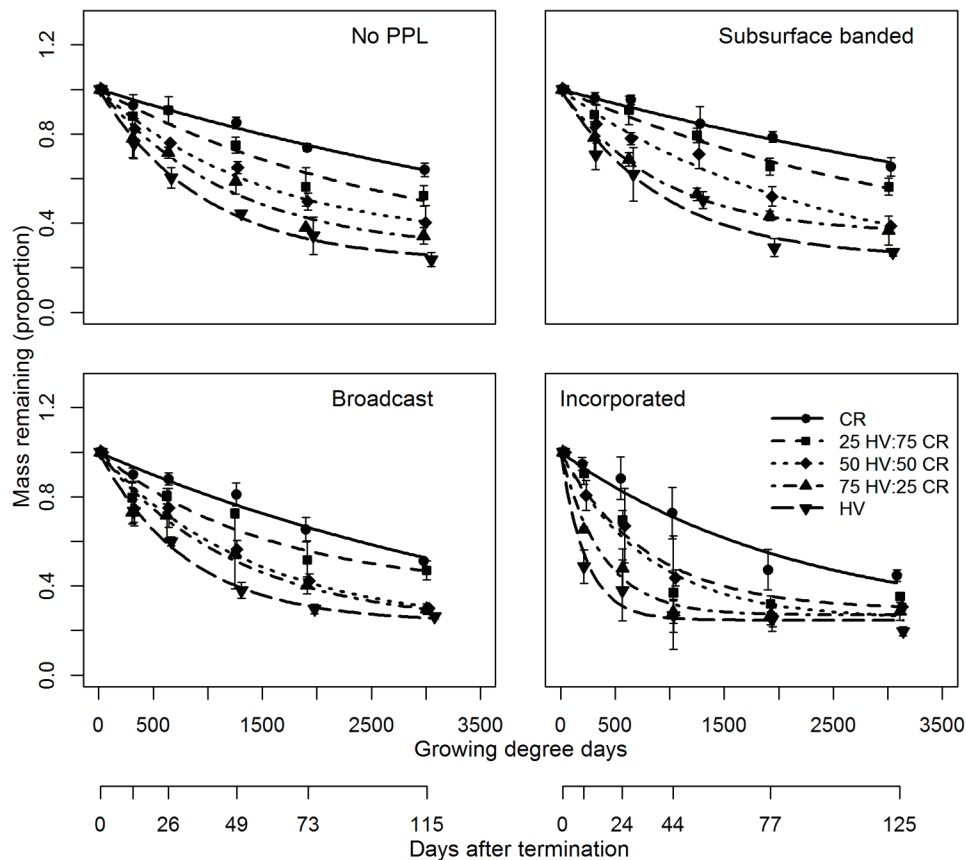 No PPL
Subsurface banded
1.2
0.8
0.4
0.0
Mass remaining (proportion)
Broadcast
Incorporated
CR
25 HV:75 CR
50 HV:50 CR
75 HV:25 CR
HV
1.2
0.8
0.4
0.0
0 500 1500 2500 3500
0 500 1500 2500 3500
Growing degree days
0 26 49 73 115
0 24 44 77 125
Days after termination